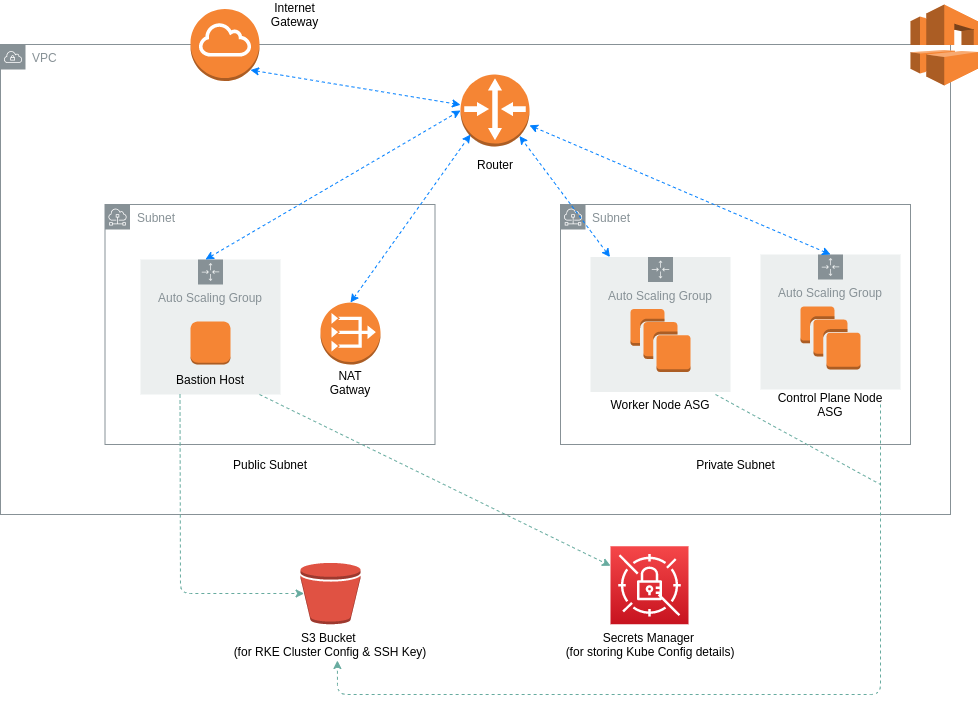 Internet
Gateway
VPC
Router
Subnet
Subnet
Auto Scaling Group
Bastion Host
NAT
Gatway
Auto Scaling Group
Worker Node ASG
Auto Scaling Group
Control Plane Node
ASG
Public Subnet
Private Subnet
S3 Bucket
(for RKE Cluster Config & SSH Key)
Secrets Manager
(for storing Kube Config details)